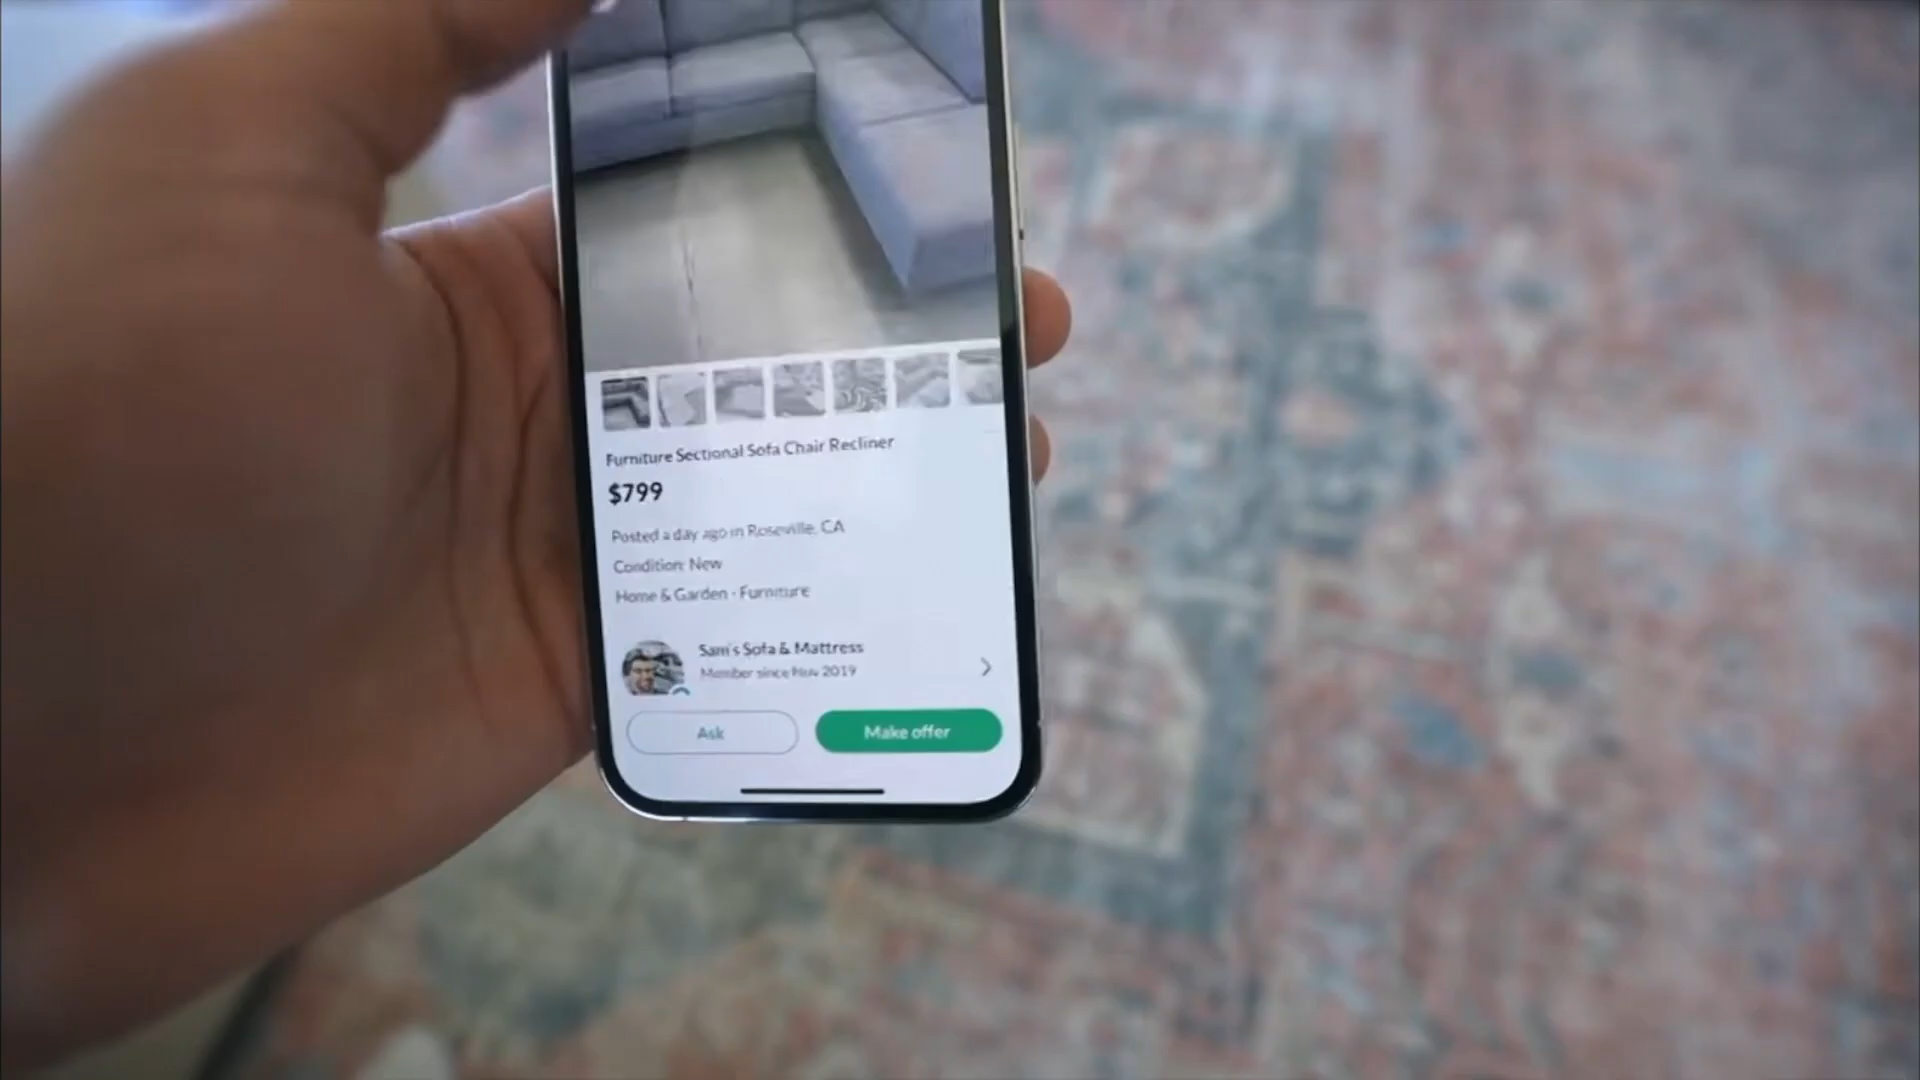 Furniture Sectional Sofa Chair Recliner
$799
Posted a day ago in Roseville, CA
Condition: New
Home & Garden - Furniture
Sam's Sofa & Mattress
Member since Nov 2019
Ask
Make offer